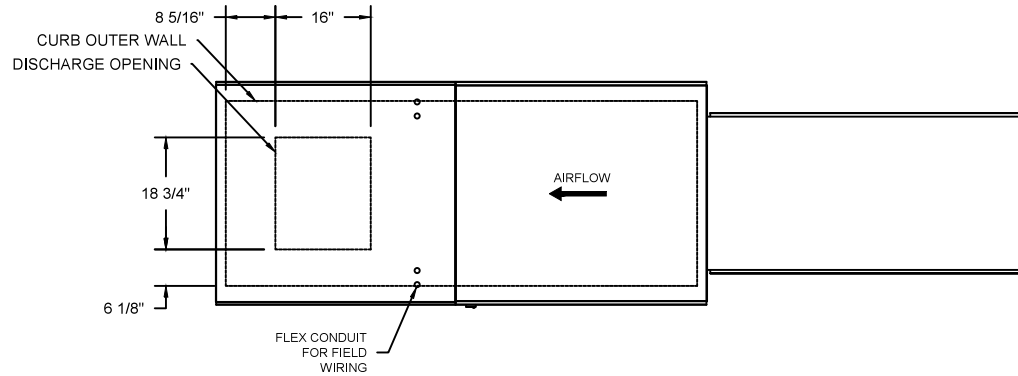 8 5/16"
16"
CURB OUTER WALL
DISCHARGE OPENING
18 3/4"
AIRFLOW
6 1/8"
FLEX CONDUIT
FOR FIELD
WIRING